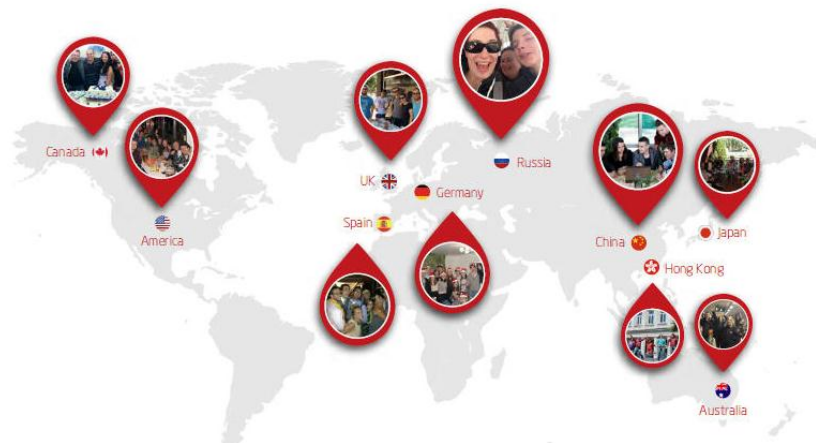 Canada
America
UK
Germany
Spain
Russia
China
Japan
Hong Kong
Australia